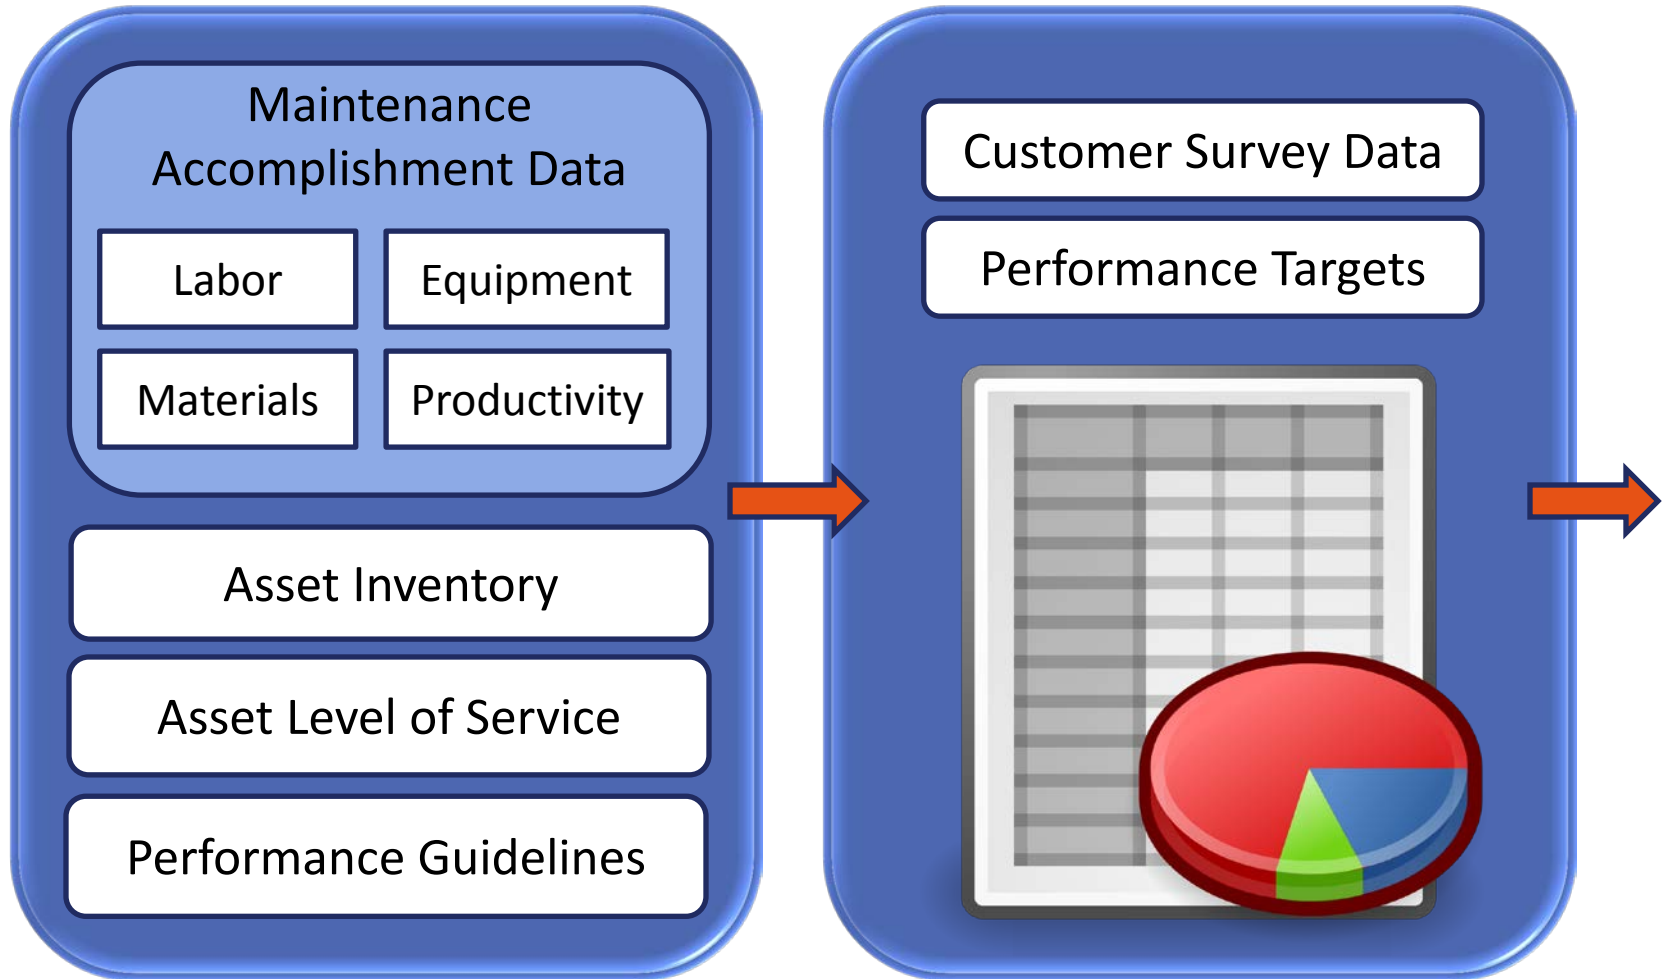 Maintenance
Accomplishment Data
Labor
Equipment
Materials
Productivity
Asset Inventory
Asset Level of Service
Performance Guidelines
Customer Survey Data
Performance Targets